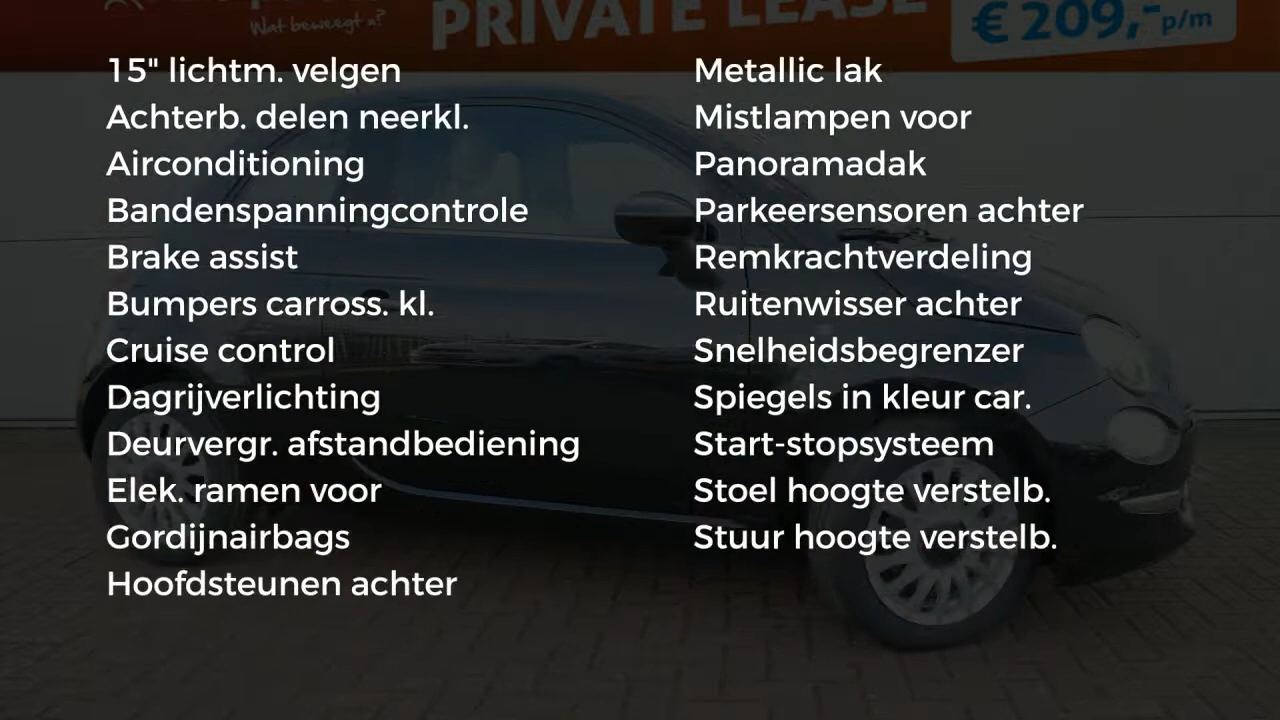 Wat beweegt u?
PRIVATE LEASE
€ 209,- p/m
15" lichtm. velgen
Achterb. delen neerkl.
Airconditioning
Bandenspanningcontrole
Brake assist
Bumpers carross. kl.
Cruise control
Dagrijverlichting
Deurvergr. afstandbediening
Elek. ramen voor
Gordijnairbags
Hoofdsteunen achter
Metallic lak
Mistlampen voor
Panoramadak
Parkeersensoren achter
Remkrachtverdeling
Ruitenwisser achter
Snelheidsbegrenzer
Spiegels in kleur car.
Start-stopsysteem
Stoel hoogte verstelb.
Stuur hoogte verstelb.